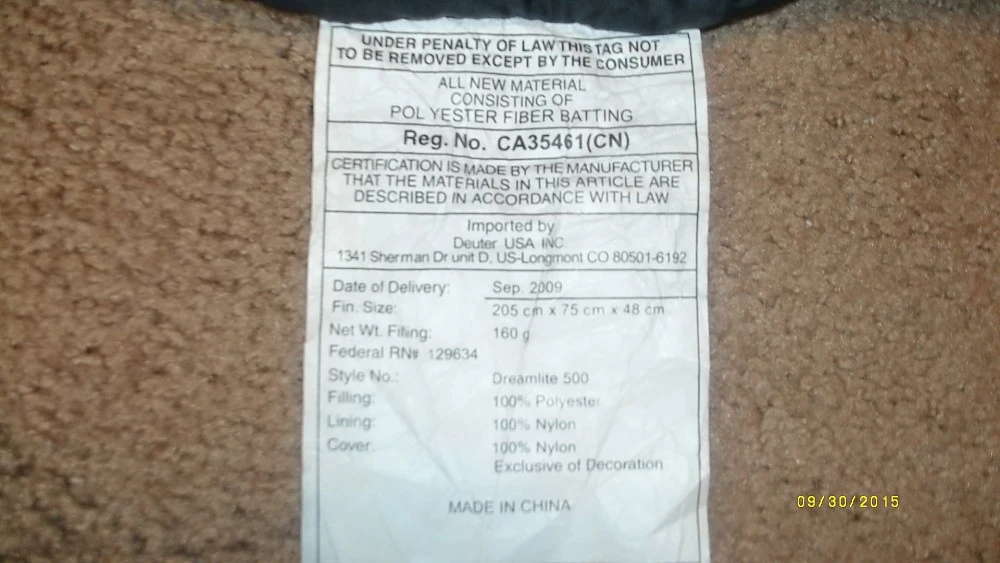 UNDER PENALTY OF LAW THIS TAG NOT
TO BE REMOVED EXCEPT BY THE CONSUMER
ALL NEW MATERIAL
CONSISTING OF
POLYESTER FIBER BATTING
Reg. No. CA35461(CN)
CERTIFICATION IS MADE BY THE MANUFACTURER
THAT THE MATERIALS IN THIS ARTICLE ARE
DESCRIBED IN ACCORDANCE WITH LAW
Imported by
Deuter USA INC.
1341 Sherman Dr unit D, US-Longmont CO 80501-6192
Date of Delivery: Sep. 2009
Fin. Size: 205 cm x 75 cm x 48 cm
Net Wt. Filing: 160 g
Federal RN# 129634
Style No.: Dreamlite 500
Filling: 100% Polyester
Lining: 100% Nylon
Cover: 100% Nylon
Exclusive of Decoration
MADE IN CHINA
09/30/2015